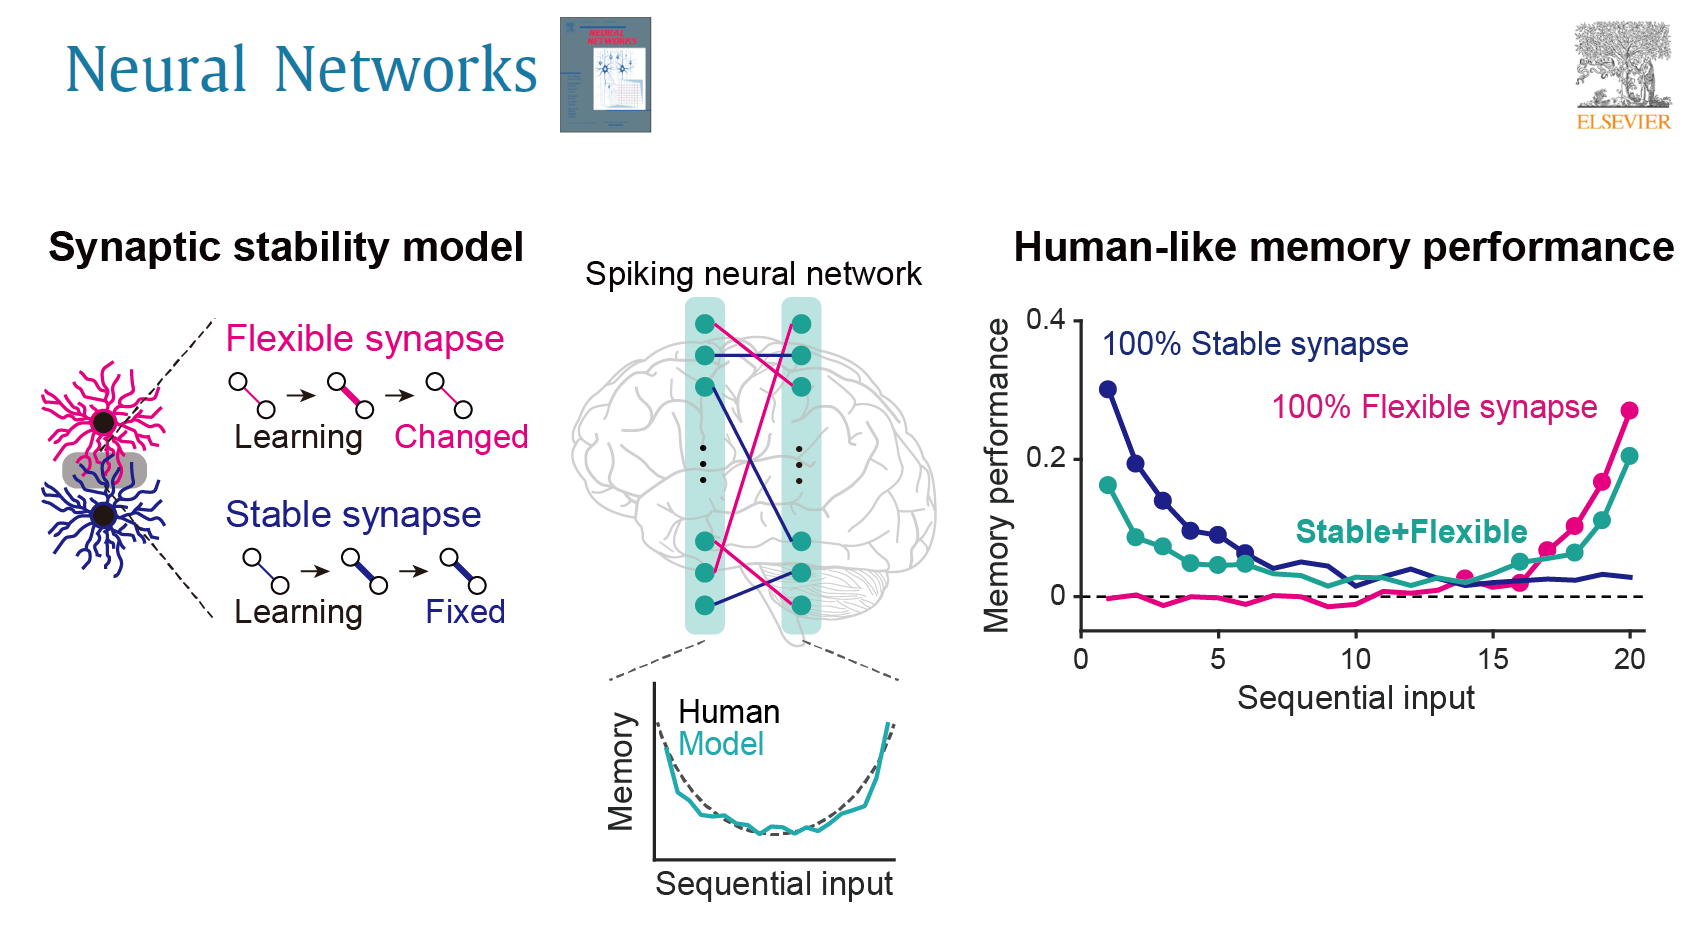 Neural Networks
NEURAL
NETWORKS
ELSEVIER
Synaptic stability model
Flexible synapse
Learning
Changed
Stable synapse
Learning
Fixed
Spiking neural network
Human
Model
Memory
Sequential input
Human-like memory performance
100% Stable synapse
100% Flexible synapse
Stable+Flexible
Memory performance
0.4
0.2
0
0 5 10 15 20
Sequential input